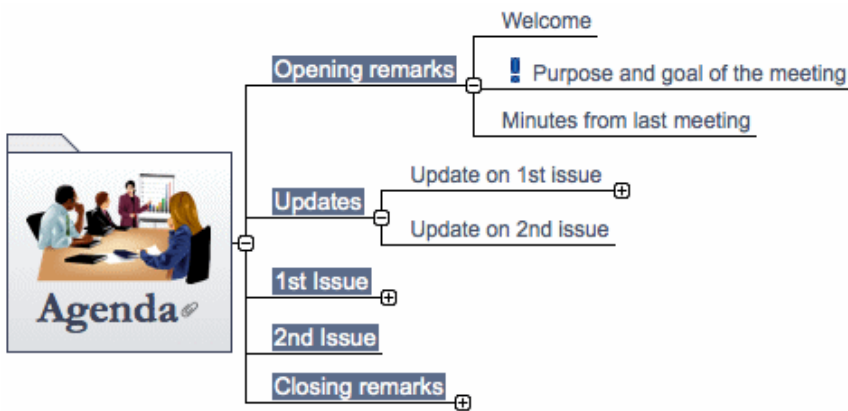 Agenda
Opening remarks
Welcome
Purpose and goal of the meeting
Minutes from last meeting
Updates
Update on 1st issue
Update on 2nd issue
1st Issue
2nd Issue
Closing remarks